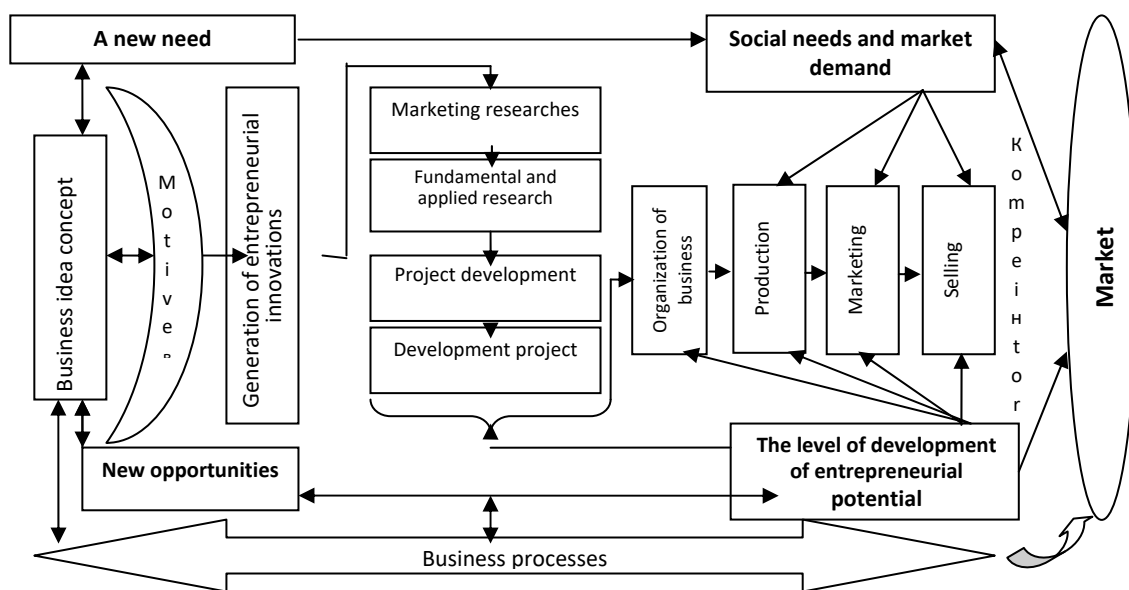 A new need
Social needs and market
demand
Marketing researches
Fundamental and
applied research
Project development
Development project
Business idea concept
Motive
Generation of entrepreneurial
innovations
Organization of
business
Production
Marketing
Selling
Коmpeiнtor
Market
New opportunities
The level of development
of entrepreneurial
potential
Business processes